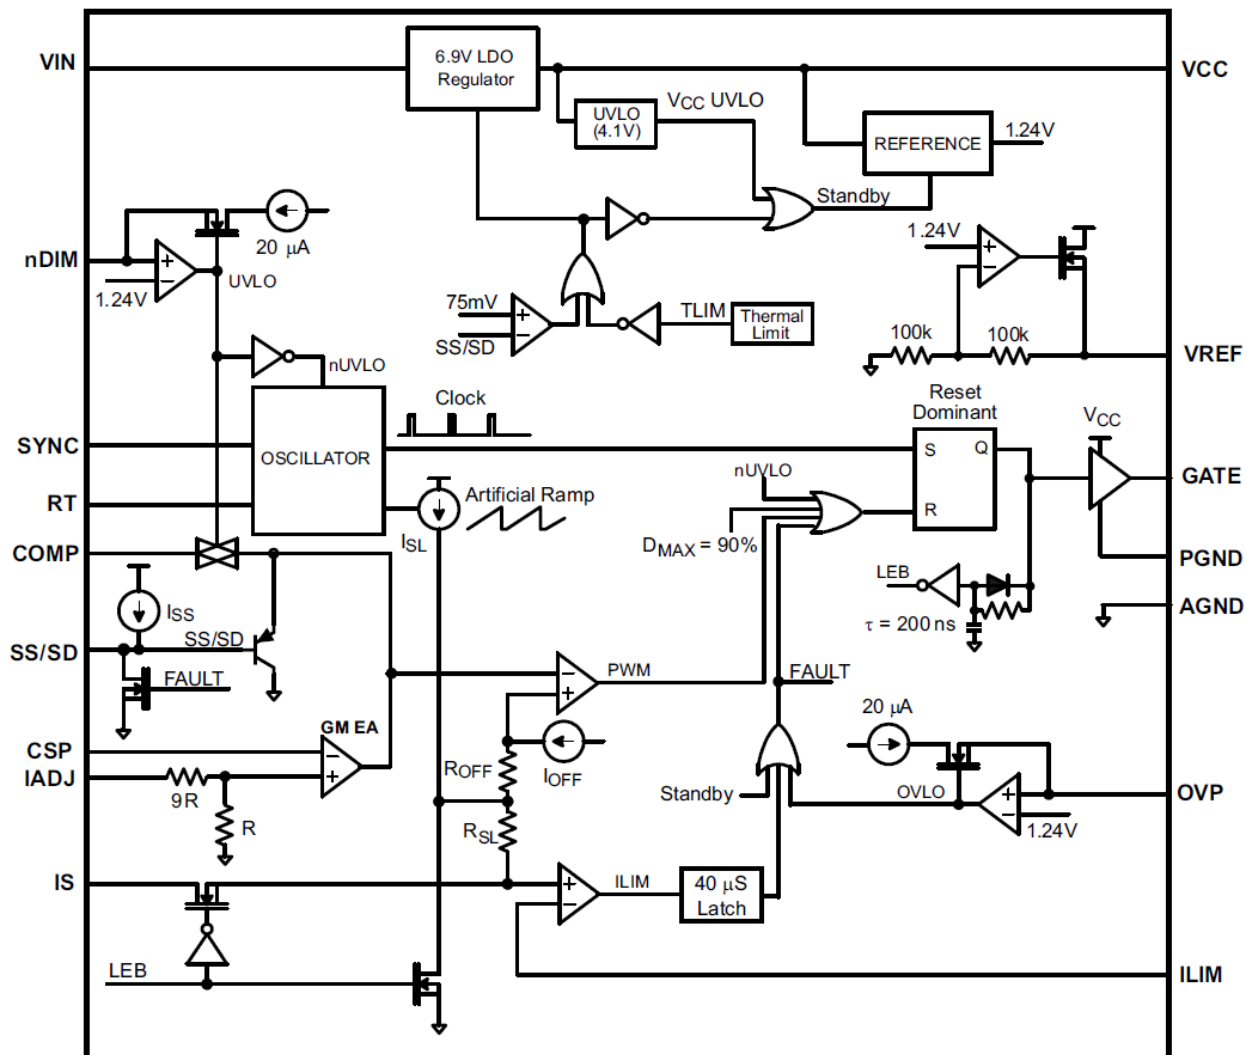 VIN
6.9V LDO
Regulator
VCC
VCC UVLO
UVLO
(4.1V)
REFERENCE
1.24V
Standby
20 μA
nDIM
1.24V
UVLO
1.24V
75mV
SS/SD
TLIM
Thermal
Limit
100k
100k
VREF
nUVLO
Clock
Reset
Dominant
VCC
SYNC
OSCILLATOR
S
Q
nUVLO
GATE
RT
Artificial Ramp
R
ISL
DMAX = 90%
COMP
PGND
LEB
ISS
AGND
τ = 200 ns
SS/SD
SS/SD
FAULT
PWM
FAULT
20 μA
GM EA
CSP
IADJ
9R
ROFF
IOFF
Standby
OVLO
OVP
R
RSL
1.24V
IS
ILIM
40 μS
Latch
LEB
ILIM